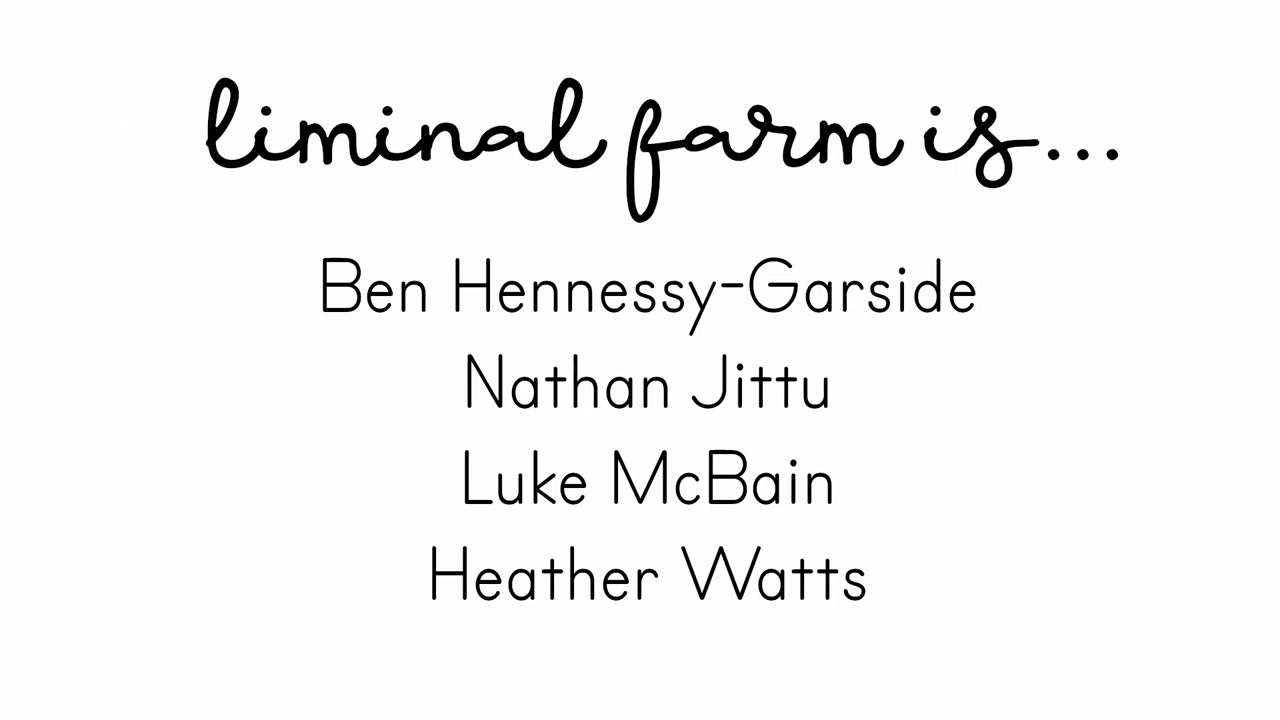 liminal farm is...
Ben Hennessy-Garside
Nathan Jittu
Luke McBain
Heather Watts